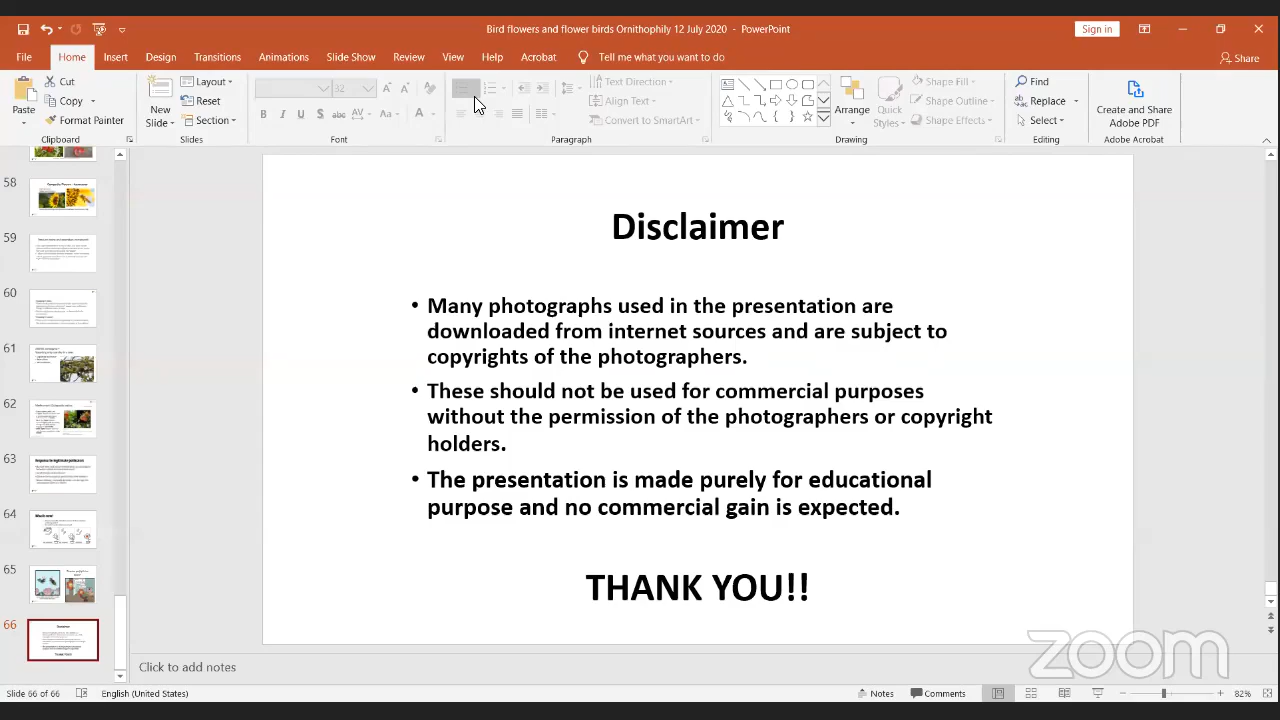 Bird flowers and flower birds Ornithophily 12 July 2020 - PowerPoint
Sign in
File Home Insert Design Transitions Animations Slide Show Review View Help Acrobat Tell me what you want to do
Share
Paste
Cut
Copy
Format Painter
Clipboard
New Slide
Layout
Reset
Section
Slides
32
B I U S abc AV Aa A
Font
Text Direction
Align Text
Convert to SmartArt
Paragraph
Arrange
Quick Styles
Shape Fill
Shape Outline
Shape Effects
Drawing
Find
Replace
Select
Editing
Create and Share Adobe PDF
Adobe Acrobat
58
59
60
61
62
63
64
65
66
Disclaimer
• Many photographs used in the presentation are
downloaded from internet sources and are subject to
copyrights of the photographers.
• These should not be used for commercial purposes
without the permission of the photographers or copyright
holders.
• The presentation is made purely for educational
purpose and no commercial gain is expected.
THANK YOU!!
zoom
Click to add notes
Slide 66 of 66 English (United States) Notes Comments 82%